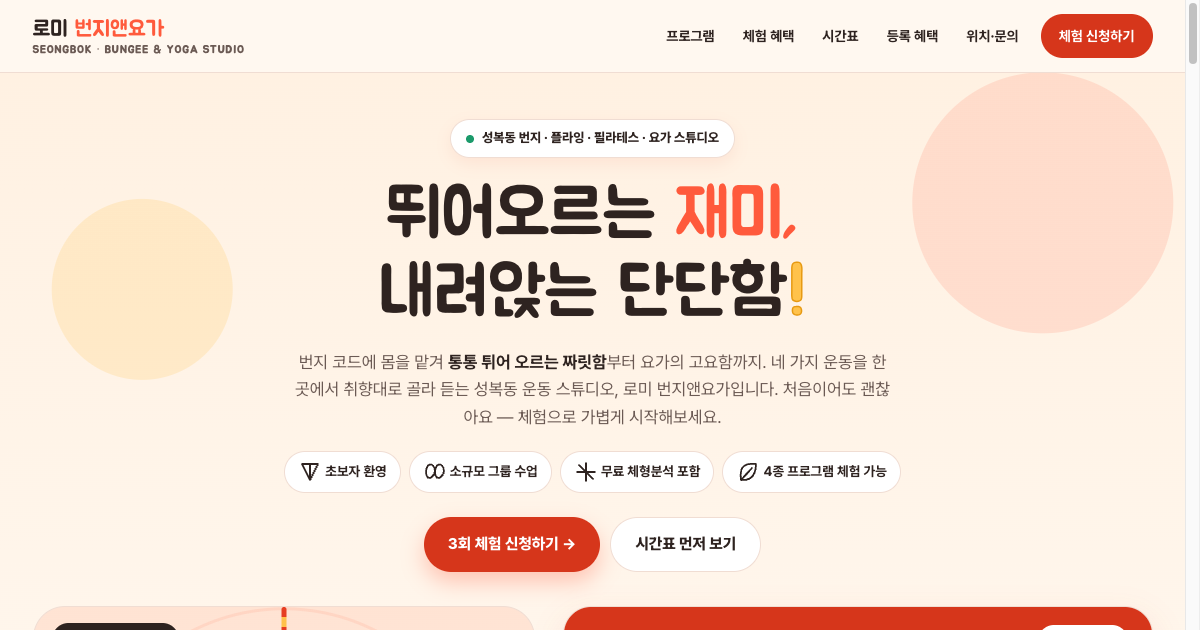 로미 번지앤요가
SEONGBOK · BUNGEE & YOGA STUDIO
프로그램
체험 혜택
시간표
등록 혜택
위치·문의
체험 신청하기
성복동 번지 · 플라잉 · 필라테스 · 요가 스튜디오
뛰어오르는 재미,
내려앉는 단단함!
번지 코드에 몸을 맡겨 통통 튀어 오르는 짜릿함부터 요가의 고요함까지. 네 가지 운동을 한
곳에서 취향대로 골라 듣는 성복동 운동 스튜디오, 로미 번지앤요가입니다. 처음이어도 괜찮
아요 — 체험으로 가볍게 시작해보세요.
초보자 환영
소규모 그룹 수업
무료 체형분석 포함
4종 프로그램 체험 가능
3회 체험 신청하기 →
시간표 먼저 보기